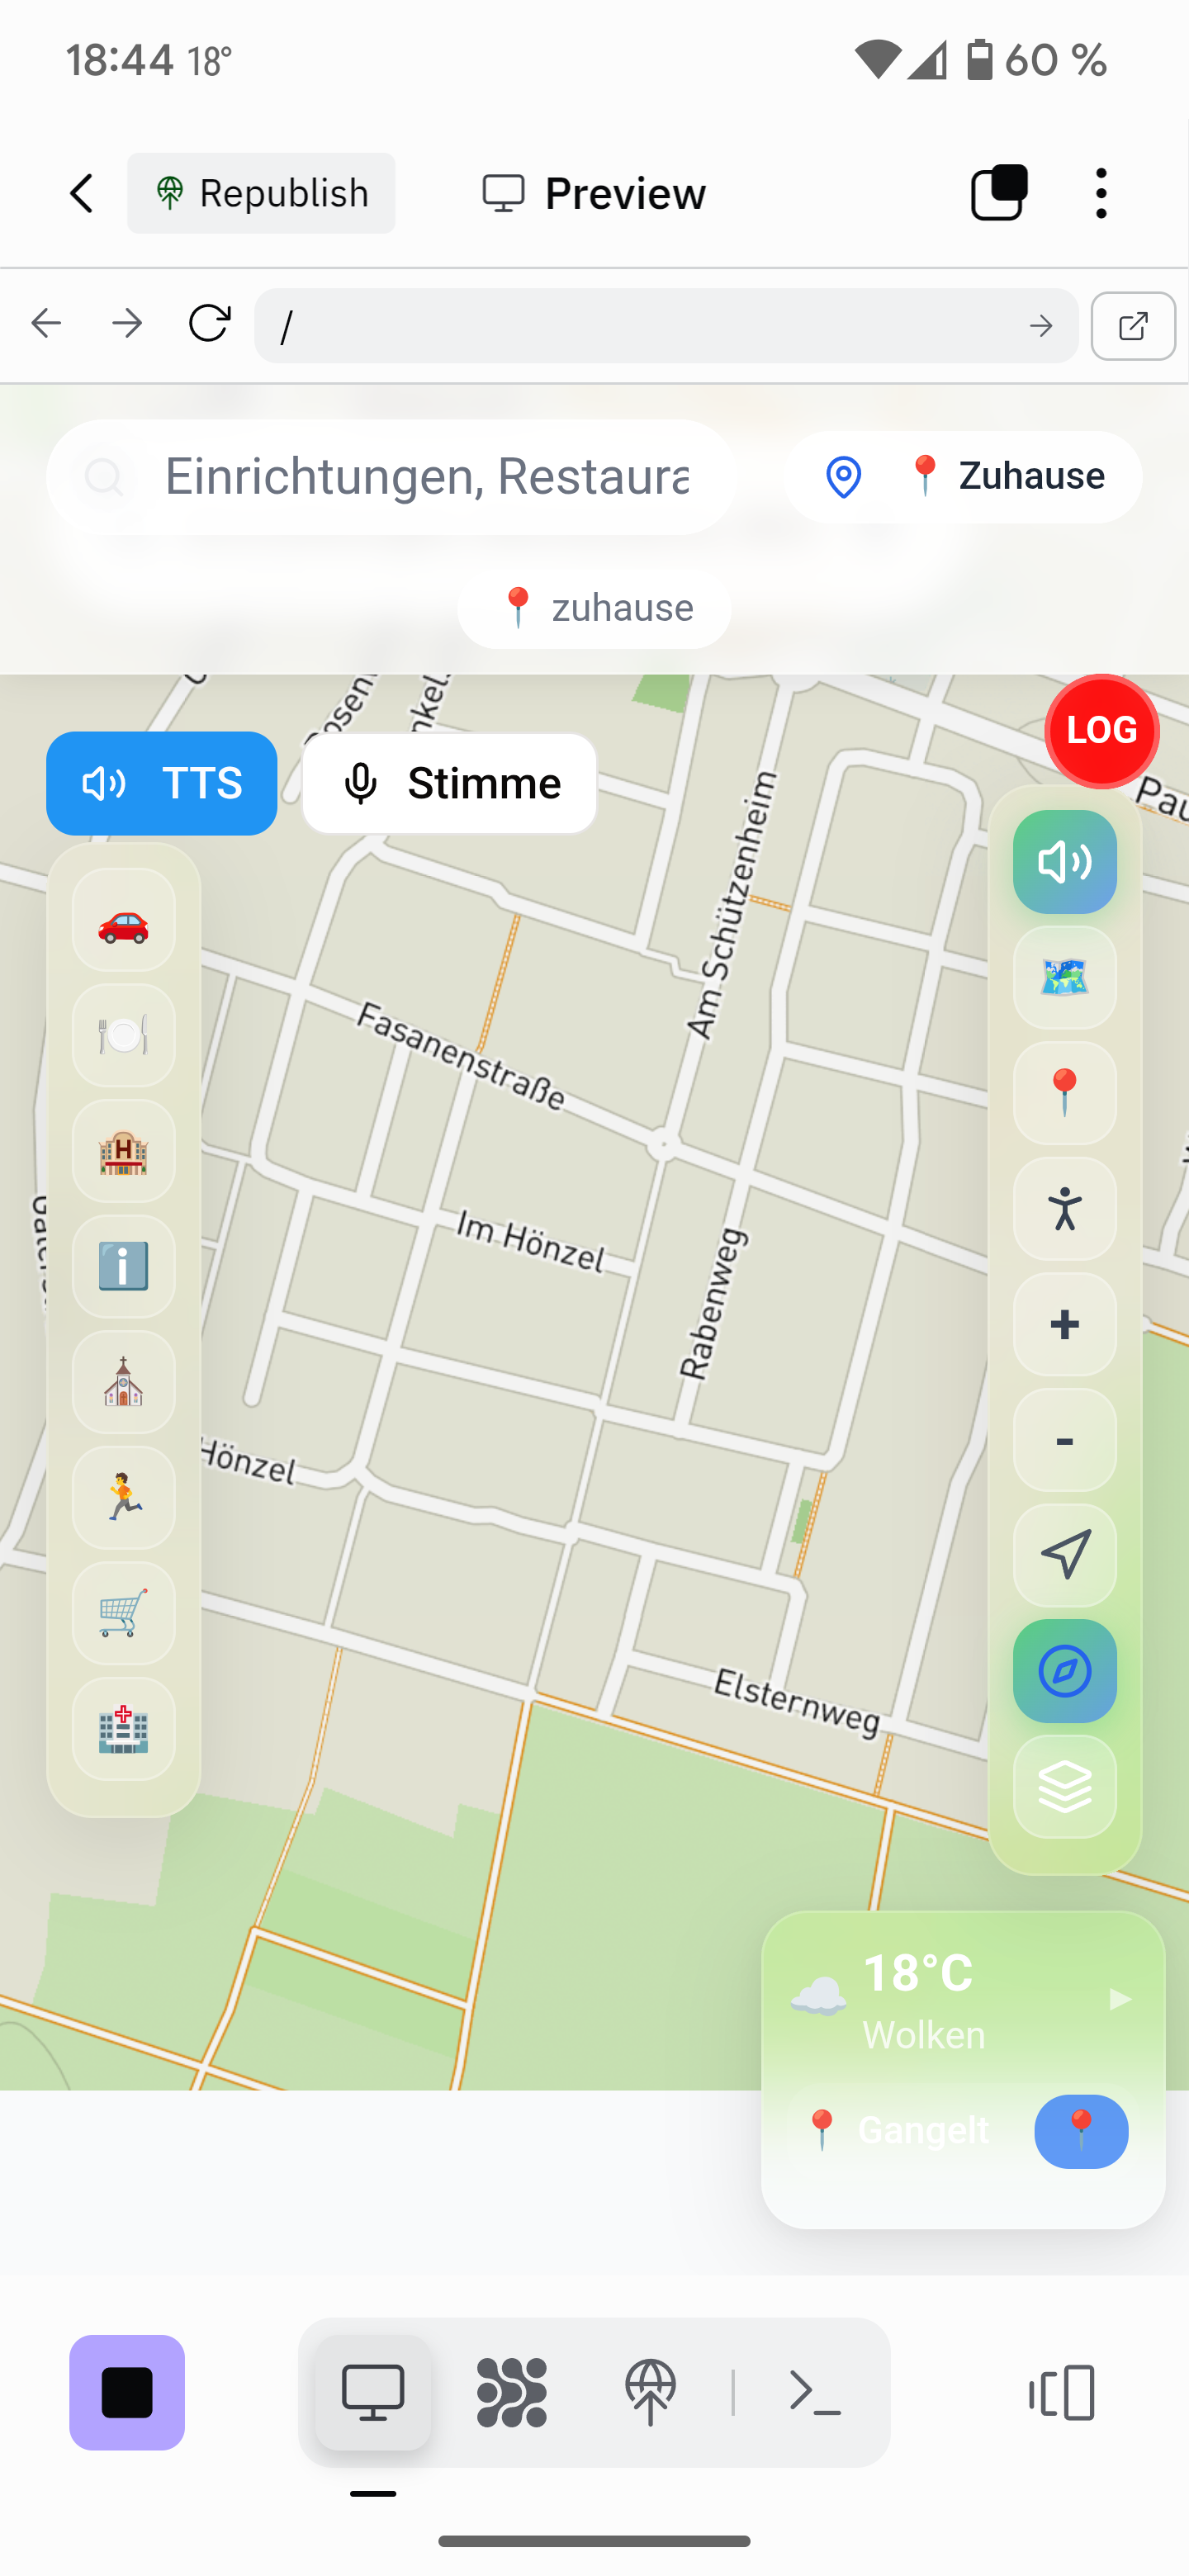 18:44 18° 60 %
Republish Preview
/
Einrichtungen, Restaura
Zuhause
zuhause
LOG
TTS Stimme
Am Schützenheim
Fasanenstraße
Im Hönzel
Rabenweg
Hönzel
Elsternweg
+
-
18°C
Wolken
Gangelt